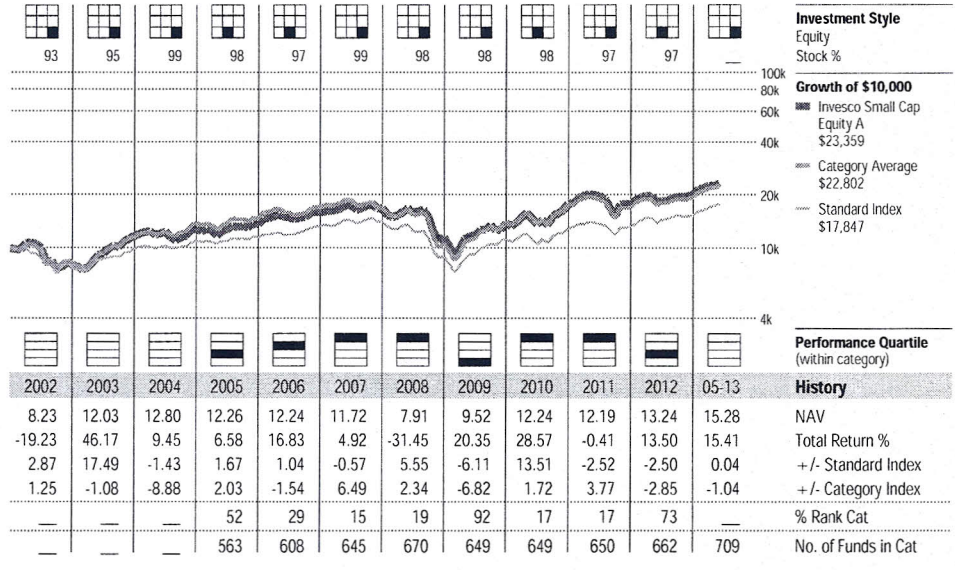 Investment Style
Equity
93 95 99 98 97 99 98 98 98 97 97 — Stock %
100k
80k
60k
40k
20k
10k
4k
Growth of $10,000
Invesco Small Cap
Equity A
$23,359
Category Average
$22,802
Standard Index
$17,847
Performance Quartile
(within category)
2002 2003 2004 2005 2006 2007 2008 2009 2010 2011 2012 05-13 History
8.23 12.03 12.80 12.26 12.24 11.72 7.91 9.52 12.24 12.19 13.24 15.28 NAV
-19.23 46.17 9.45 6.58 16.83 4.92 -31.45 20.35 28.57 -0.41 13.50 15.41 Total Return %
2.87 17.49 -1.43 1.67 1.04 -0.57 5.55 -6.11 13.51 -2.52 -2.50 0.04 +/- Standard Index
1.25 -1.08 -8.88 2.03 -1.54 6.49 2.34 -6.82 1.72 3.77 -2.85 -1.04 +/- Category Index
— — — 52 29 15 19 92 17 17 73 — % Rank Cat
— — — 563 608 645 670 649 649 650 662 709 No. of Funds in Cat